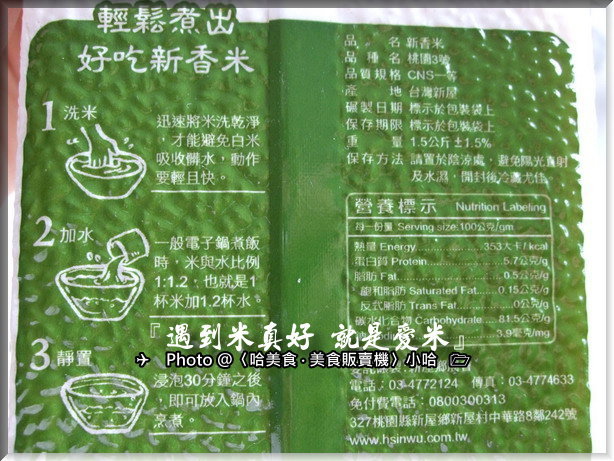 輕鬆煮出
好吃新香米
1 洗米
迅速將米洗乾淨，
才能避免白米
吸收髒水，動作
要輕且快。
2 加水
一般電子鍋煮飯
時，米與水比例
1:1.2，也就是1
杯米加1.2杯水。
3 靜置
浸泡30分鐘之後
，即可放入鍋內
烹煮。
品名 新香米
品種名 桃園3號
品質規格 CNS一等
產地 台灣新屋
碾製日期 標示於包裝袋上
保存期限 標示於包裝袋上
重量 1.5公斤±1.5%
保存方法 請置於陰涼處，避免陽光直射
及水濕，開封後冷藏尤佳。
營養標示 Nutrition Labeling
每一份量 Serving size:100公克/gm
熱量 Energy 353大卡/kcal
蛋白質 Protein 5.7公克/g
脂肪 Fat 0.5公克/g
飽和脂肪 Saturated Fat 0.15公克/g
反式脂肪 Trans Fat 0公克/g
碳水化合物 Carbohydrate 81.5公克/g
3.9毫克/mg
『遇到米真好 就是愛米』
Photo @〈哈美食·美食販賣機〉小哈
電話：03-4772124 傳真：03-4774633
免付費電話：0800300313
327桃園縣新屋鄉新屋村中華路8鄰242號
www.hsinwu.com.tw